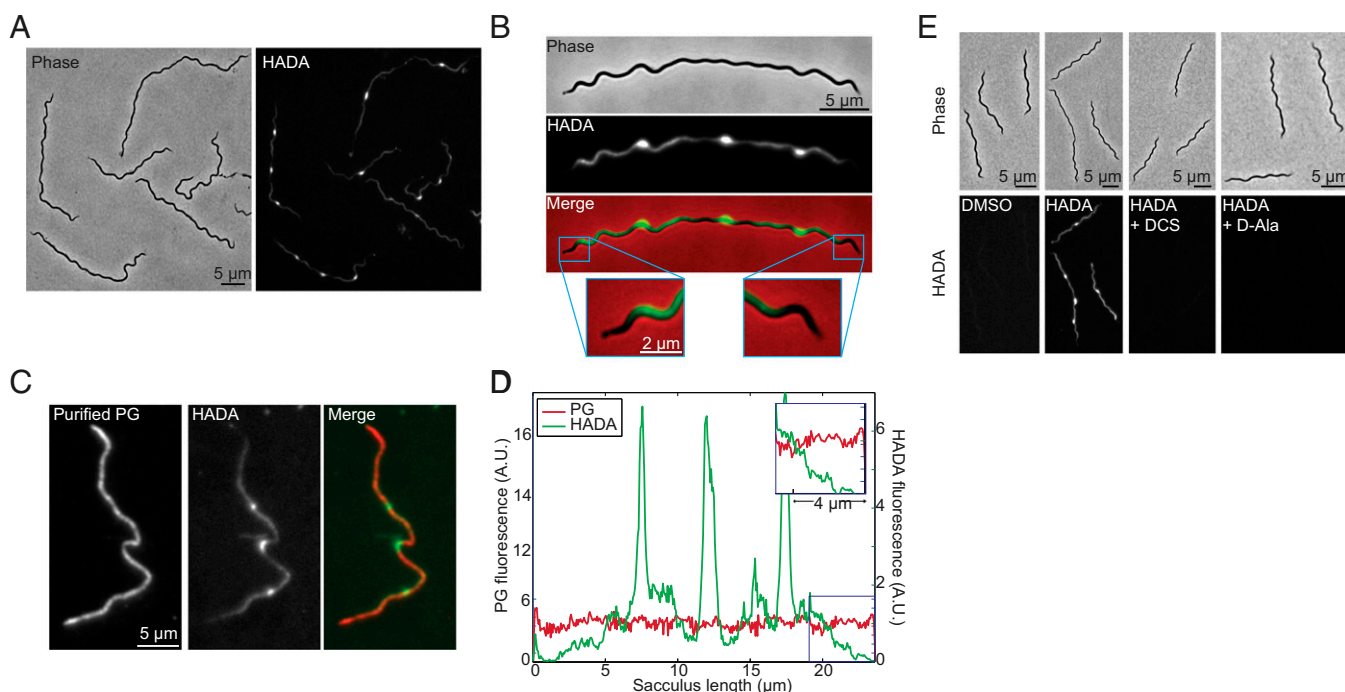 A
Phase
HADA
5 µm
B
Phase
5 µm
HADA
Merge
2 µm
C
Purified PG
HADA
Merge
5 µm
D
PG
HADA
16
14
12
6
0
PG fluorescence (A.U.)
6
4
2
0
HADA fluorescence (A.U.)
4 µm
0
5
10
15
20
Sacculus length (µm)
E
Phase
5 µm
5 µm
5 µm
5 µm
HADA
DMSO
HADA
HADA
+ DCS
HADA
+ D-Ala